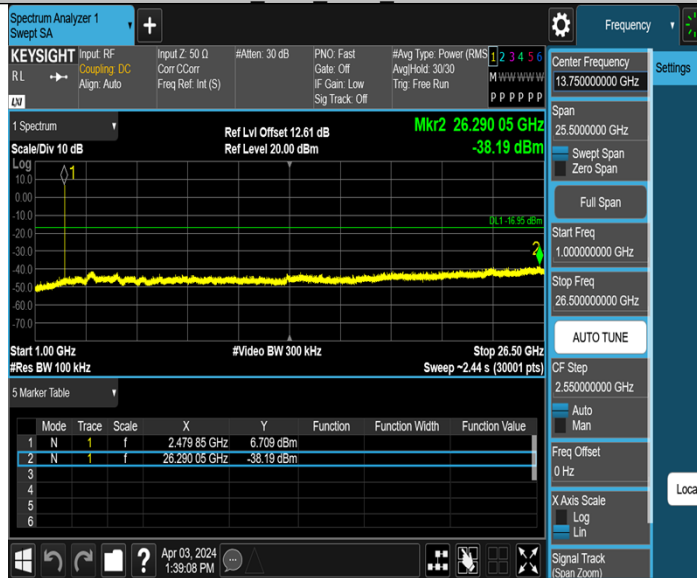 Spectrum Analyzer 1
Swept SA
+
Frequency
KEYSIGHT
RL
LXI
Input: RF
Coupling: DC
Align: Auto
Input Z: 50 Ω
Corr CCorr
Freq Ref: Int (S)
#Atten: 30 dB
PNO: Fast
Gate: Off
IF Gain: Low
Sig Track: Off
#Avg Type: Power (RMS
Avg|Hold: 30/30
Trig: Free Run
1 2 3 4 5 6
M W W W W W
P P P P P P
1 Spectrum
Scale/Div 10 dB
Ref Lvl Offset 12.61 dB
Ref Level 20.00 dBm
Mkr2 26.290 05 GHz
-38.19 dBm
Log
10.0
0.00
-10.0
-20.0
-30.0
-40.0
-50.0
-60.0
-70.0
1
DL1 -16.95 dBm
2
Start 1.00 GHz
#Res BW 100 kHz
#Video BW 300 kHz
Stop 26.50 GHz
Sweep ~2.44 s (30001 pts)
5 Marker Table
Mode Trace Scale X Y Function Function Width Function Value
1 N 1 f 2.479 85 GHz 6.709 dBm
2 N 1 f 26.290 05 GHz -38.19 dBm
3
4
5
6
?
Apr 03, 2024
1:39:08 PM
Center Frequency
13.750000000 GHz
Span
25.5000000 GHz
Swept Span
Zero Span
Full Span
Start Freq
1.000000000 GHz
Stop Freq
26.500000000 GHz
AUTO TUNE
CF Step
2.550000000 GHz
Auto
Man
Freq Offset
0 Hz
X Axis Scale
Log
Lin
Signal Track
(Span Zoom)
Settings
Loca